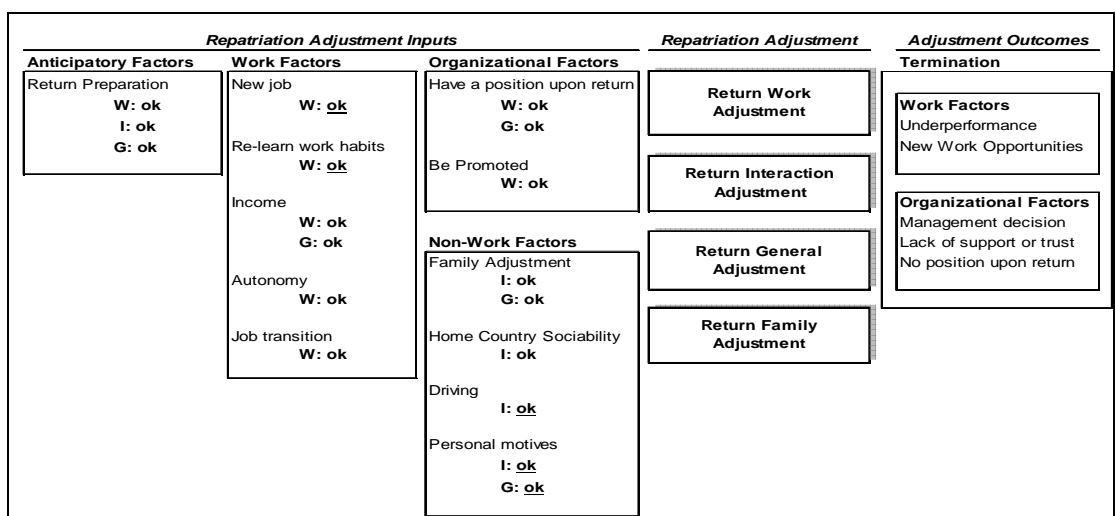 Repatriation Adjustment Inputs
Anticipatory Factors
Return Preparation
W: ok
I: ok
G: ok
Work Factors
New job
W: ok
Re-learn work habits
W: ok
Income
W: ok
G: ok
Autonomy
W: ok
Job transition
W: ok
Organizational Factors
Have a position upon return
W: ok
G: ok
Be Promoted
W: ok
Non-Work Factors
Family Adjustment
I: ok
G: ok
Home Country Sociability
I: ok
Driving
I: ok
Personal motives
I: ok
G: ok
Repatriation Adjustment
Return Work
Adjustment
Return Interaction
Adjustment
Return General
Adjustment
Return Family
Adjustment
Adjustment Outcomes
Termination
Work Factors
Underperformance
New Work Opportunities
Organizational Factors
Management decision
Lack of support or trust
No position upon return